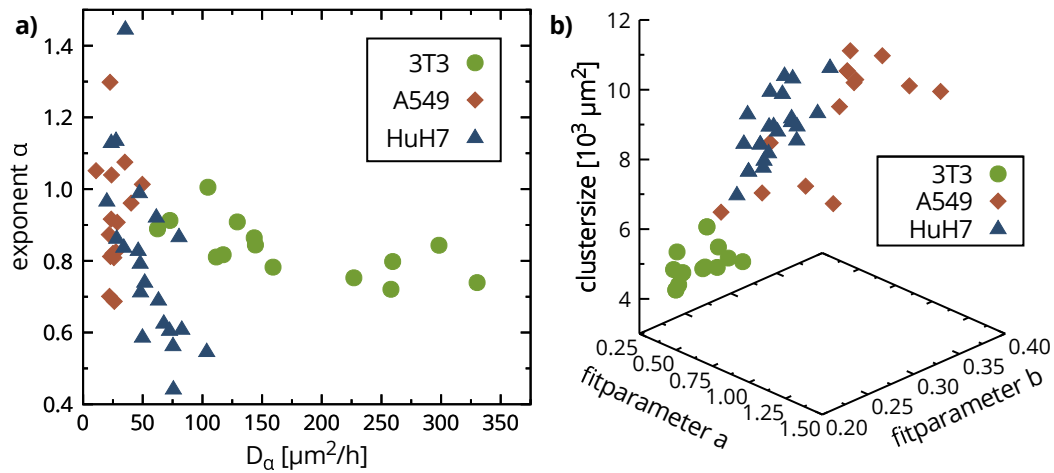 a)
exponent α
1.4
1.2
1.0
0.8
0.6
0.4
3T3
A549
HuH7
0 50 100 150 200 250 300 350
D_α [µm²/h]
b)
clustersize [10³ µm²]
12
10
8
6
4
3T3
A549
HuH7
0.25 0.50 0.75 1.00 1.25 1.50
fitparameter a
0.20 0.25 0.30 0.35 0.40
fitparameter b